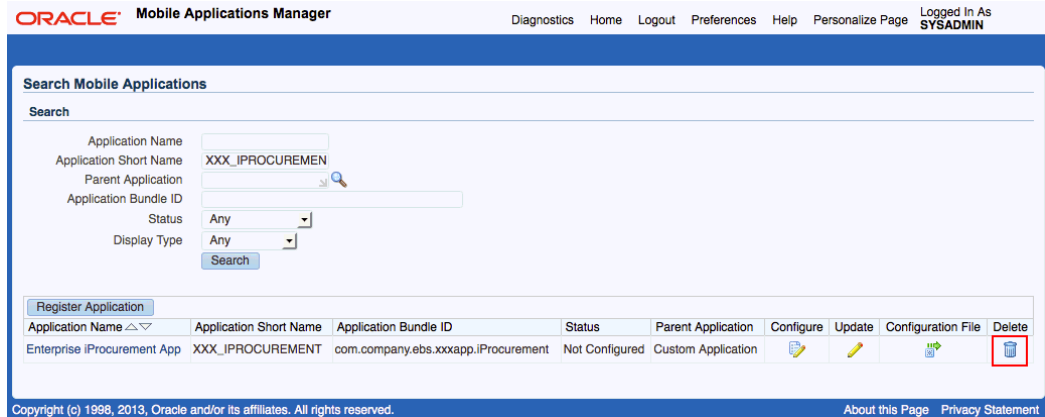 ORACLE® Mobile Applications Manager
Diagnostics Home Logout Preferences Help Personalize Page Logged In As
SYSADMIN
Search Mobile Applications
Search
Application Name
Application Short Name XXX_IPROCUREMEN
Parent Application
Application Bundle ID
Status Any
Display Type Any
Search
Register Application
Application Name Application Short Name Application Bundle ID Status Parent Application Configure Update Configuration File Delete
Enterprise iProcurement App XXX_IPROCUREMENT com.company.ebs.xxxapp.iProcurement Not Configured Custom Application
Copyright (c) 1998, 2013, Oracle and/or its affiliates. All rights reserved. About this Page Privacy Statement